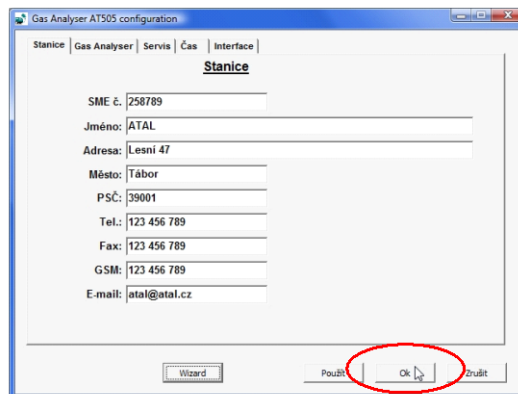 Gas Analyser AT505 configuration
Stanice Gas Analyser Servis Čas Interface
Stanice
SME č. 258789
Jméno: ATAL
Adresa: Lesní 47
Město: Tábor
PSČ: 39001
Tel.: 123 456 789
Fax: 123 456 789
GSM: 123 456 789
E-mail: atal@atal.cz
Wizard Použít Ok Zrušit